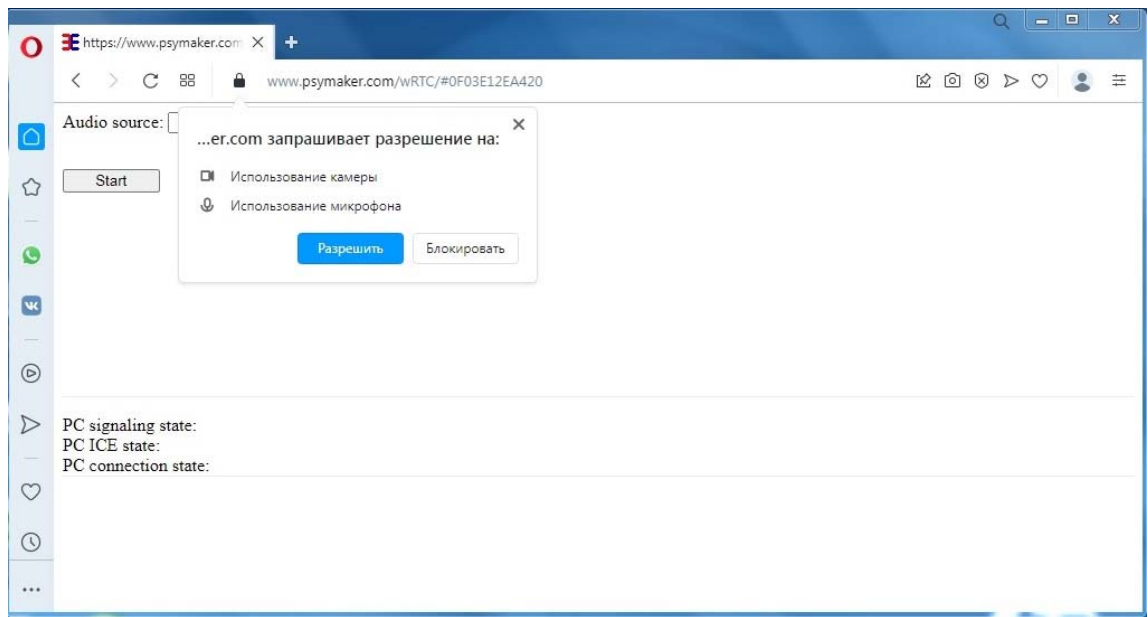 https://www.psymaker.com
www.psymaker.com/wRTC/#0F03E12EA420
Audio source:
...er.com запрашивает разрешение на:
Start
Использование камеры
Использование микрофона
Разрешить Блокировать
PC signaling state:
PC ICE state:
PC connection state: